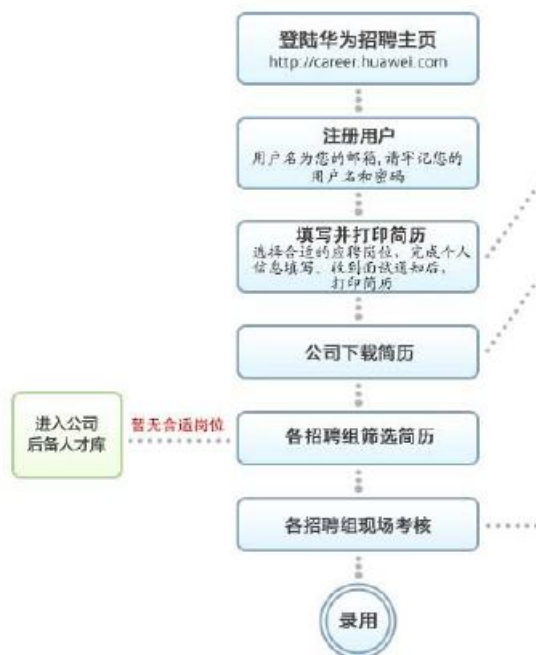 登陆华为招聘主页
http://career.huawei.com
注册用户
用户名为您的邮箱,请牢记您的
用户名和密码
填写并打印简历
选择合适的应聘岗位、完成个人
信息填写、收到面试通知后,
打印简历
公司下载简历
进入公司
后备人才库
暂无合适岗位
各招聘组筛选简历
各招聘组现场考核
录用